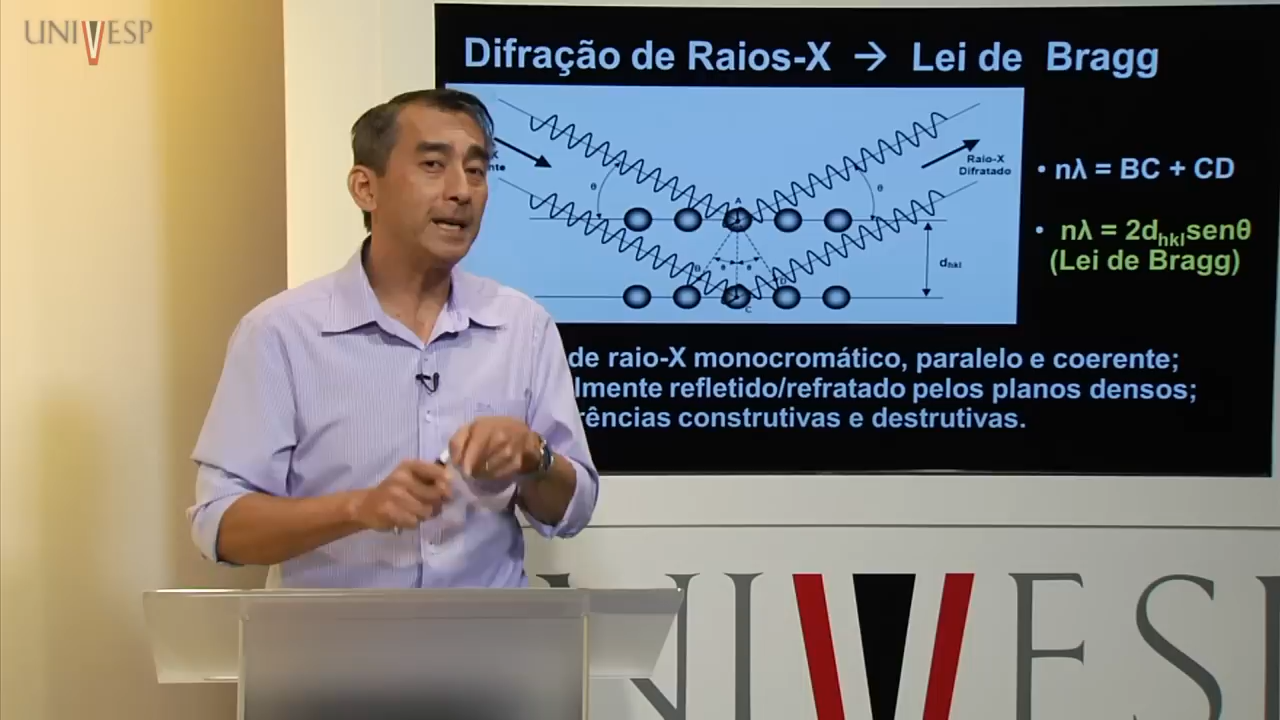 UNIVESP
Difração de Raios-X → Lei de Bragg
Raio-X
Difratado
θ
θ
A
θ
θ
C
dhkl
• nλ = BC + CD
• nλ = 2dhklsenθ
(Lei de Bragg)
de raio-X monocromático, paralelo e coerente;
lmente refletido/refratado pelos planos densos;
rências construtivas e destrutivas.
UNIVESP